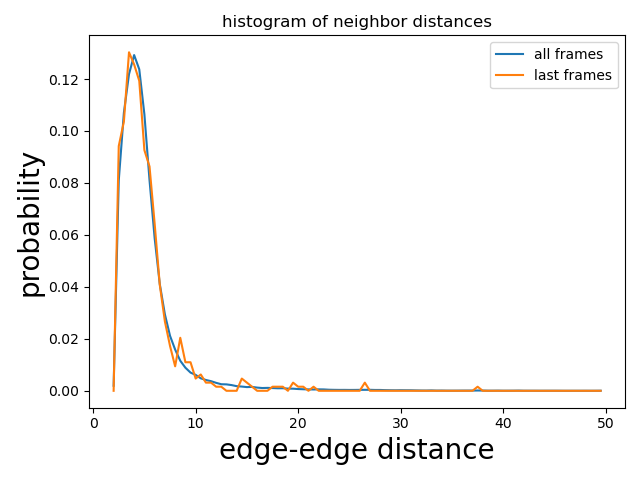 histogram of neighbor distances
all frames
last frames
probability
0.12
0.10
0.08
0.06
0.04
0.02
0.00
0
10
20
30
40
50
edge-edge distance